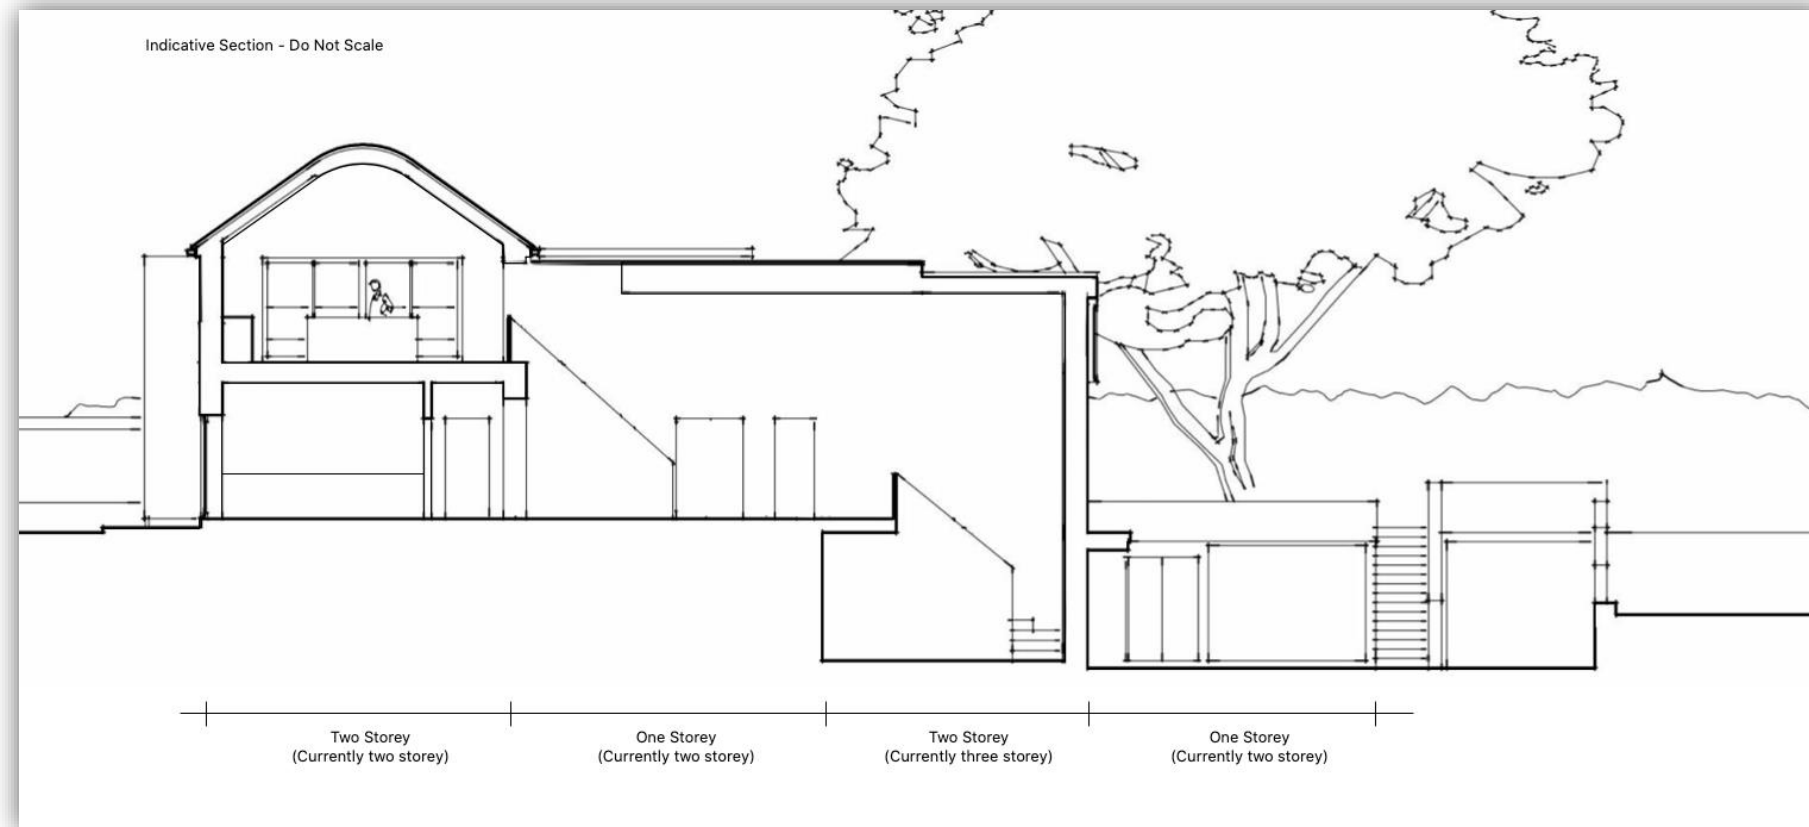 Indicative Section - Do Not Scale
Two Storey
(Currently two storey)
One Storey
(Currently two storey)
Two Storey
(Currently three storey)
One Storey
(Currently two storey)